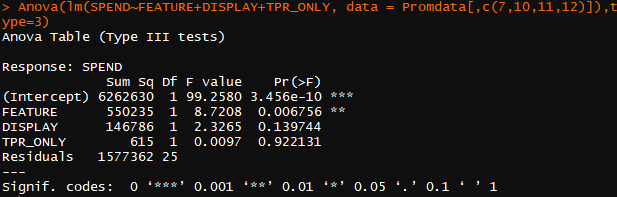 > Anova(lm(SPEND~FEATURE+DISPLAY+TPR_ONLY, data = Promdata[,c(7,10,11,12)]),t
ype=3)
Anova Table (Type III tests)

Response: SPEND
             Sum Sq Df F value    Pr(>F)
(Intercept) 6262630  1 99.2580 3.456e-10 ***
FEATURE      550235  1  8.7208  0.006756 **
DISPLAY      146786  1  2.3265  0.139744
TPR_ONLY        615  1  0.0097  0.922131
Residuals   1577362 25
---
Signif. codes:  0 ‘***’ 0.001 ‘**’ 0.01 ‘*’ 0.05 ‘.’ 0.1 ‘ ’ 1